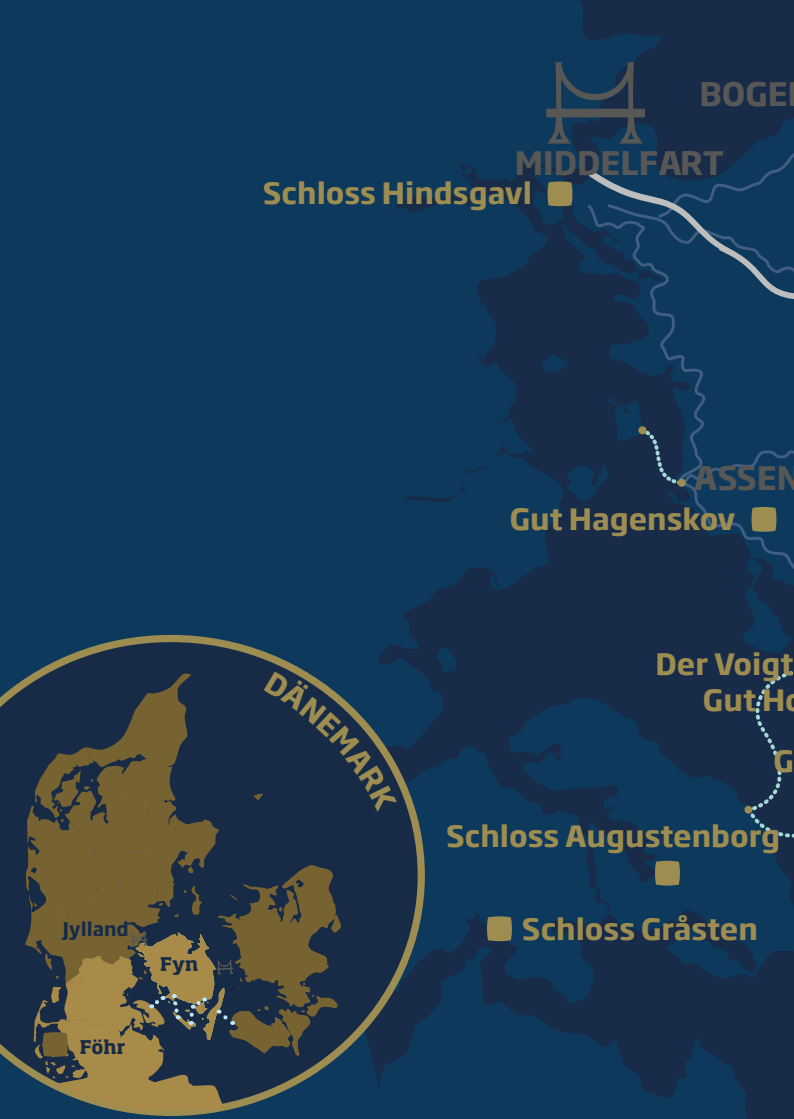 BOGE
MIDDELFART
Schloss Hindsgavl
ASSEN
Gut Hagenskov
Der Voigt
Gut Ho
G
DÄNEMARK
Schloss Augustenborg
Schloss Gråsten
Jylland
Fyn
Föhr